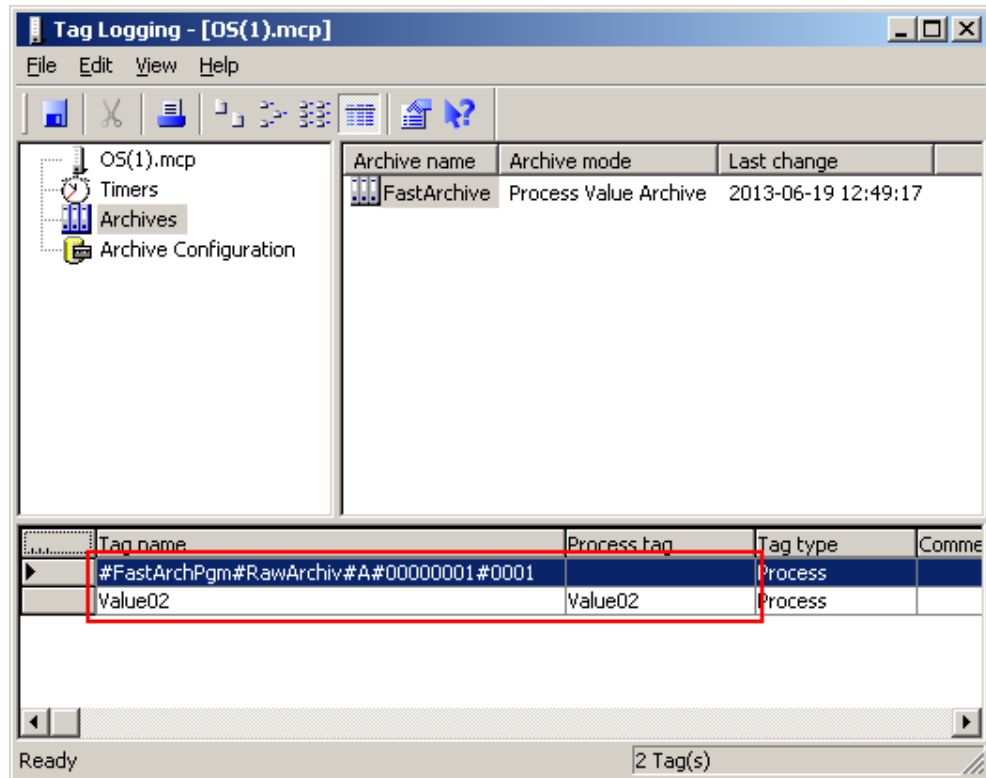 Tag Logging - [OS(1).mcp]
File Edit View Help
OS(1).mcp
Timers
Archives
Archive Configuration
Archive name Archive mode Last change
FastArchive Process Value Archive 2013-06-19 12:49:17
Tag name Process tag Tag type Comme
#FastArchPgm#RawArchiv#A#00000001#0001 Process
Value02 Value02 Process
Ready 2 Tag(s)